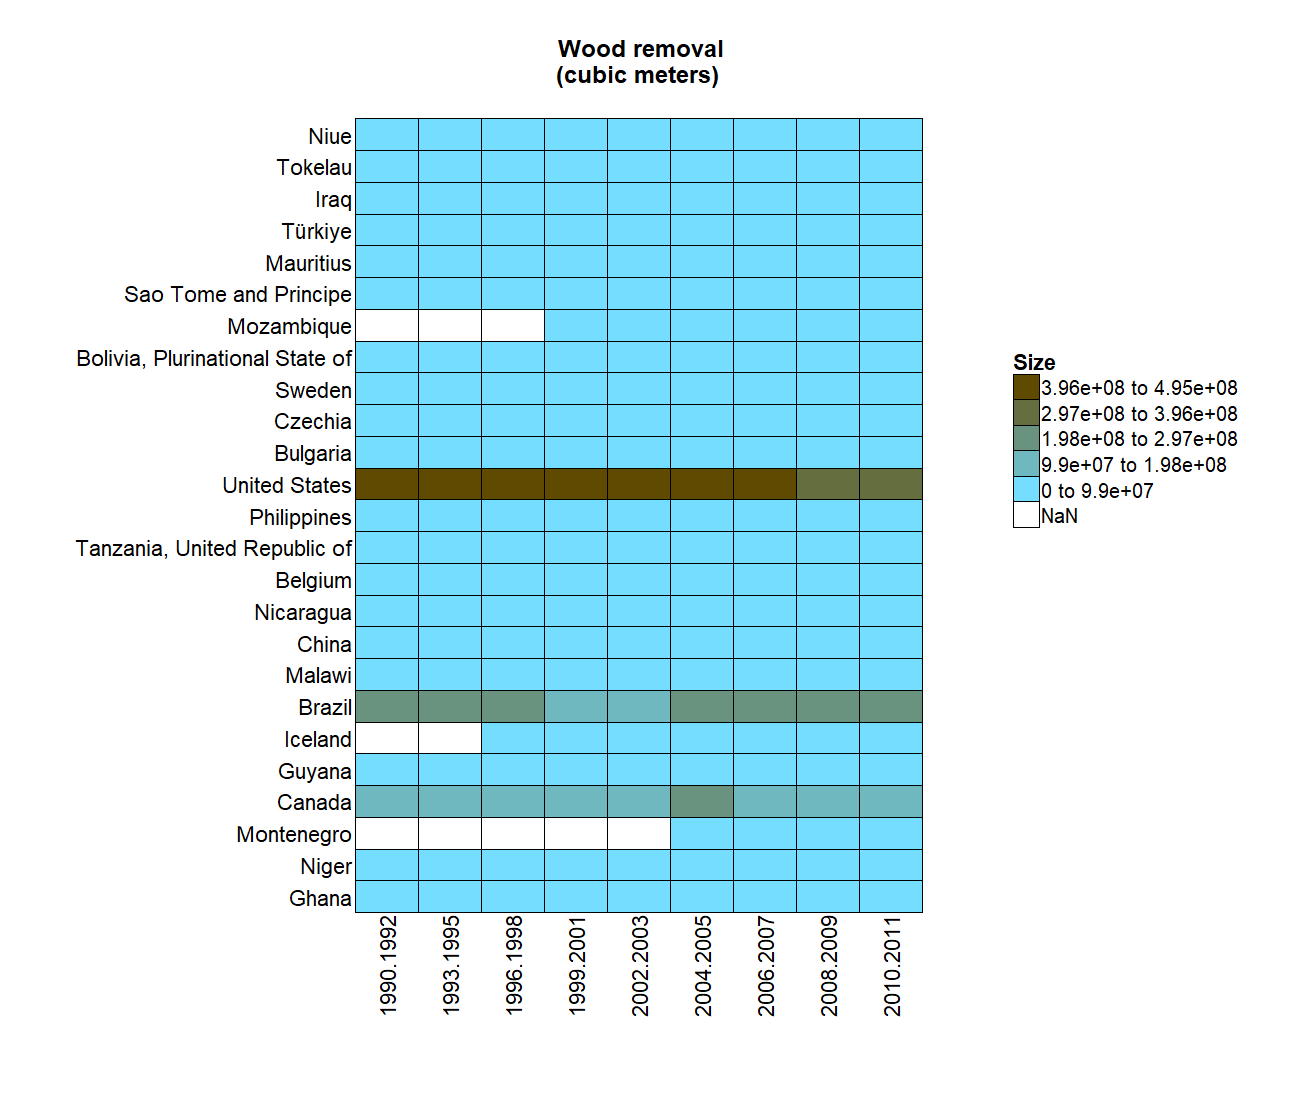 Wood removal
(cubic meters)
Niue
Tokelau
Iraq
Türkiye
Mauritius
Sao Tome and Principe
Mozambique
Bolivia, Plurinational State of
Sweden
Czechia
Bulgaria
United States
Philippines
Tanzania, United Republic of
Belgium
Nicaragua
China
Malawi
Brazil
Iceland
Guyana
Canada
Montenegro
Niger
Ghana
1990.1992
1993.1995
1996.1998
1999.2001
2002.2003
2004.2005
2006.2007
2008.2009
2010.2011
Size
3.96e+08 to 4.95e+08
2.97e+08 to 3.96e+08
1.98e+08 to 2.97e+08
9.9e+07 to 1.98e+08
0 to 9.9e+07
NaN